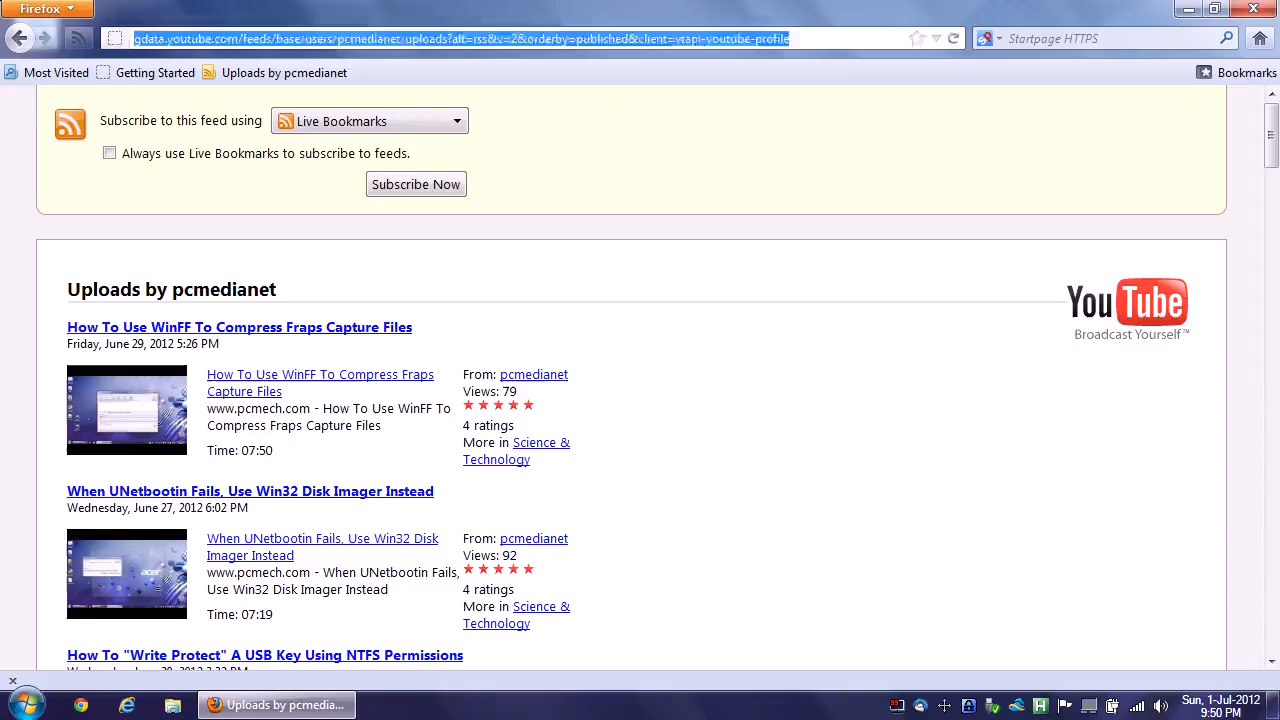 Firefox
gdata.youtube.com/feeds/base/users/pcmedianet/uploads?alt=rss&v=2&orderby=published&client=ytapi-youtube-profile
Startpage HTTPS
Most Visited
Getting Started
Uploads by pcmedianet
Bookmarks
Subscribe to this feed using
Live Bookmarks
Always use Live Bookmarks to subscribe to feeds.
Subscribe Now
Uploads by pcmedianet
YouTube
Broadcast Yourself™
How To Use WinFF To Compress Fraps Capture Files
Friday, June 29, 2012 5:26 PM
How To Use WinFF To Compress Fraps
Capture Files
www.pcmech.com - How To Use WinFF To
Compress Fraps Capture Files
Time: 07:50
From: pcmedianet
Views: 79
4 ratings
More in Science &
Technology
When UNetbootin Fails, Use Win32 Disk Imager Instead
Wednesday, June 27, 2012 6:02 PM
acer
When UNetbootin Fails, Use Win32 Disk
Imager Instead
www.pcmech.com - When UNetbootin Fails,
Use Win32 Disk Imager Instead
Time: 07:19
From: pcmedianet
Views: 92
4 ratings
More in Science &
Technology
How To "Write Protect" A USB Key Using NTFS Permissions
Uploads by pcmedia...
Sun, 1-Jul-2012
9:50 PM